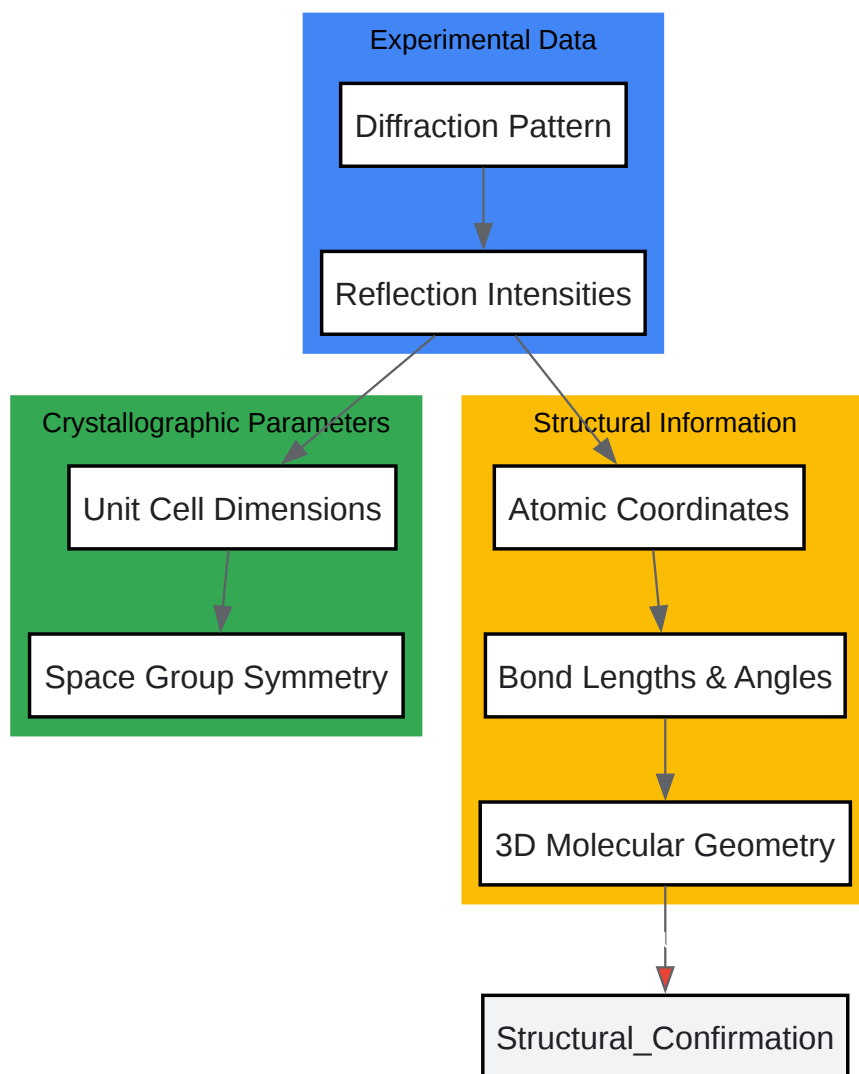 Experimental Data
Diffraction Pattern
Reflection Intensities
Crystallographic Parameters
Structural Information
Unit Cell Dimensions
Atomic Coordinates
Space Group Symmetry
Bond Lengths & Angles
3D Molecular Geometry
Structural_Confirmation